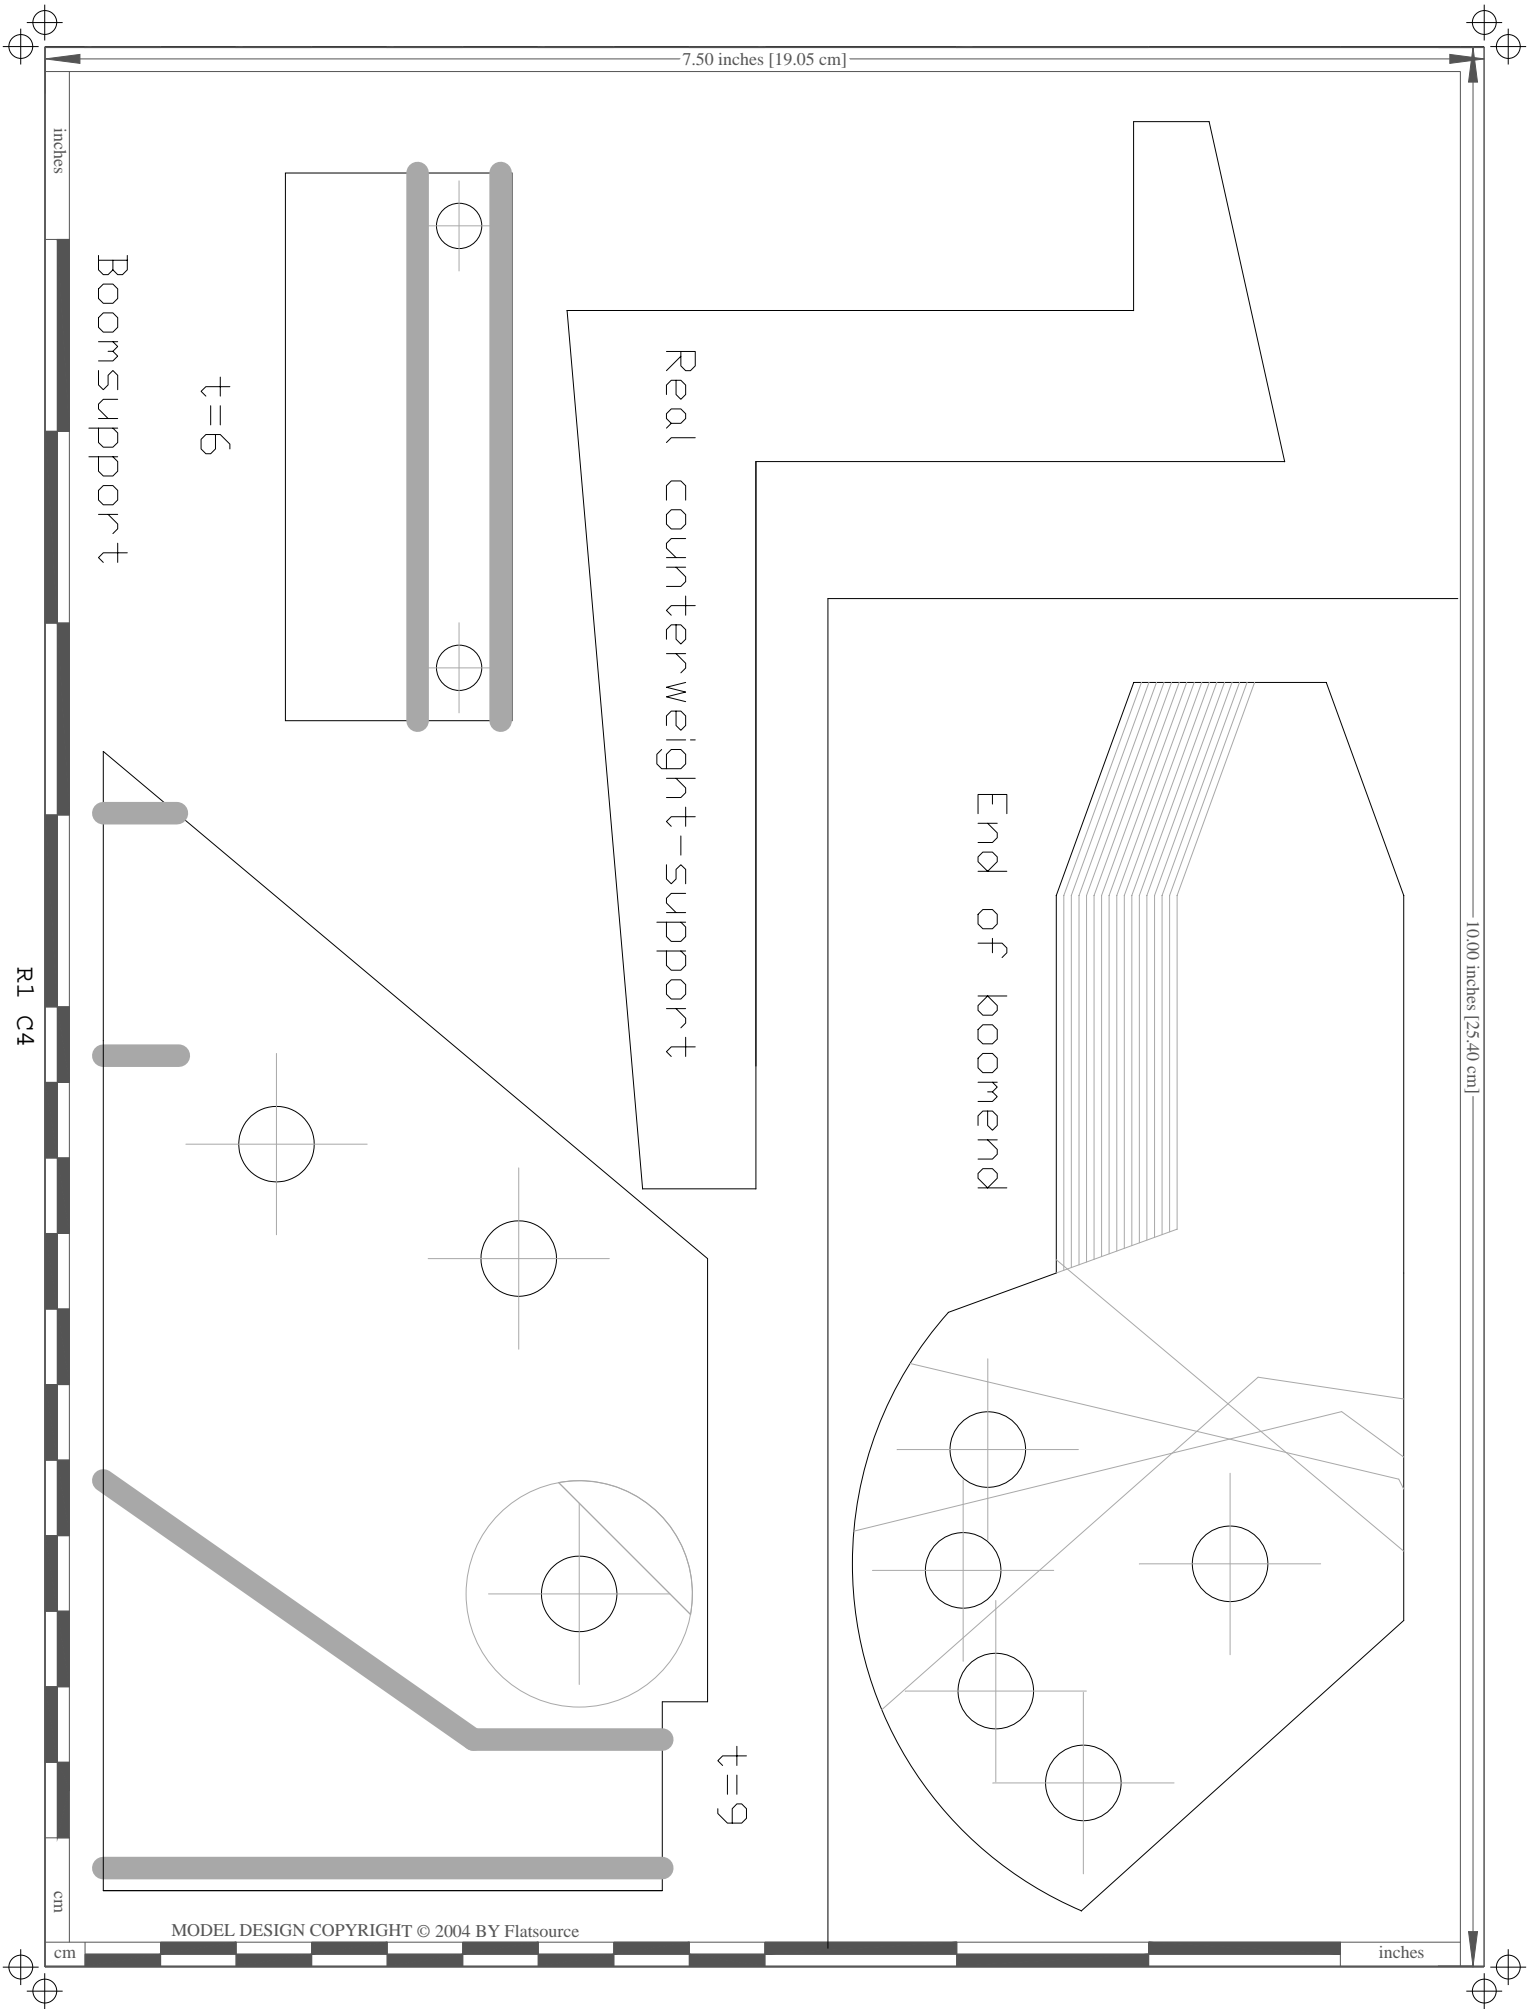 7.50 inches [19.05 cm]
10.00 inches [25.40 cm]
inches
Boomsupport
t=6
Real counterweight-support
End of boomend
R1 C4
t=9
cm
MODEL DESIGN COPYRIGHT © 2004 BY Flatsource
cm
inches